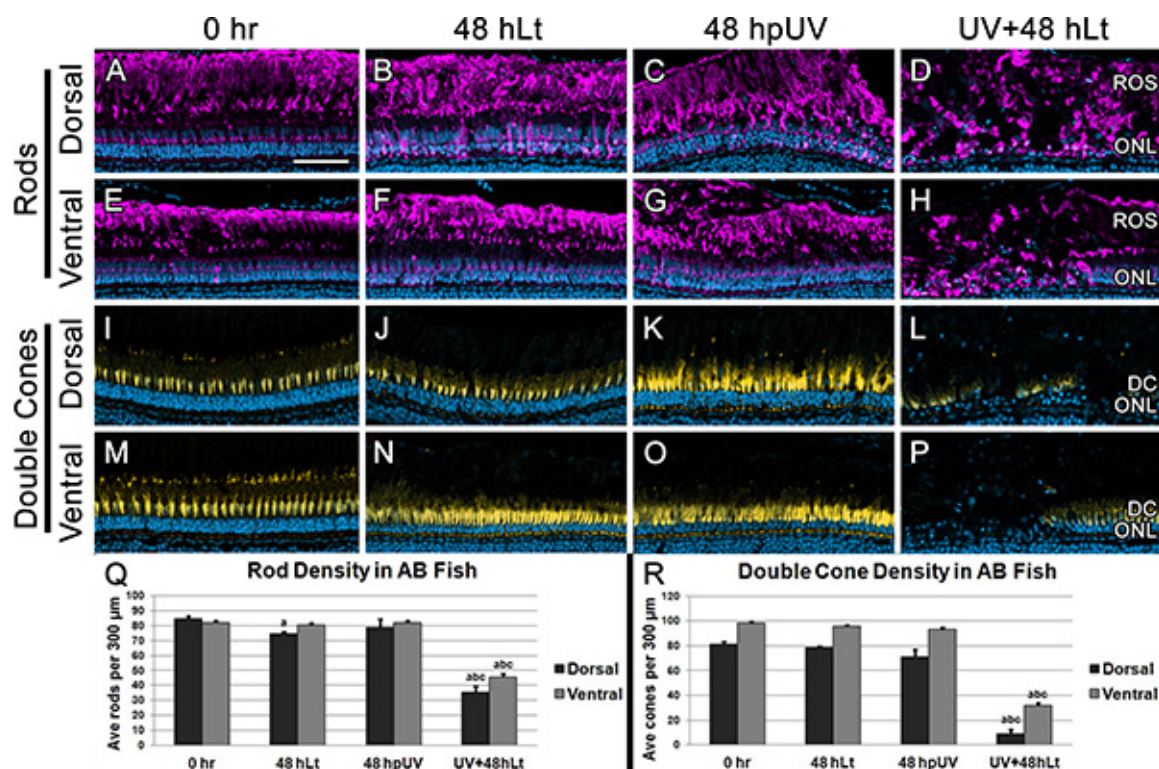 0 hr 48 hLt 48 hpUV UV+48 hLt
Rods
Dorsal
A B C D ROS
ONL
Ventral
E F G H ROS
ONL
Double Cones
Dorsal
I J K L DC
ONL
Ventral
M N O P DC
ONL
Q Rod Density in AB Fish
Ave rods per 300 µm
100
90
80
70
60
50
40
30
20
10
0
a
abc abc
0 hr 48 hLt 48 hpUV UV+48hLt
Dorsal
Ventral
R Double Cone Density in AB Fish
Ave cones per 300 µm
120
100
80
60
40
20
0
abc abc
0 hr 48 hLt 48 hpUV UV+48hLt
Dorsal
Ventral